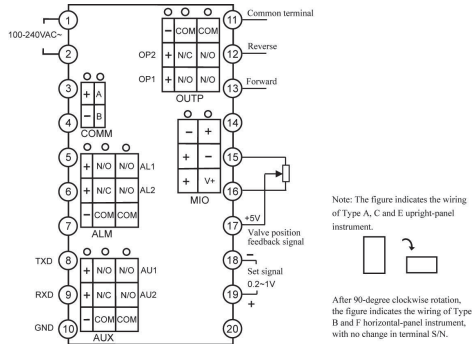 1
100-240VAC~
2
3
+ A
4
- B
COMM
5
+ N/O N/O AL1
6
+ N/C N/O AL2
7
- COM COM
ALM
TXD 8
+ N/O N/O AU1
RXD 9
+ N/C N/O AU2
GND 10
- COM COM
AUX
11 Common terminal
- COM COM
OP2 + N/C N/O
12 Reverse
OP1 + N/O N/O
13 Forward
OUTP
14
- +
15
+ -
16
+ V+
MIO
17 +5V
Valve position
feedback signal
18 -
Set signal
0.2~1V
19 +
20
Note: The figure indicates the wiring
of Type A, C and E upright-panel
instrument.
After 90-degree clockwise rotation,
the figure indicates the wiring of Type
B and F horizontal-panel instrument,
with no change in terminal S/N.